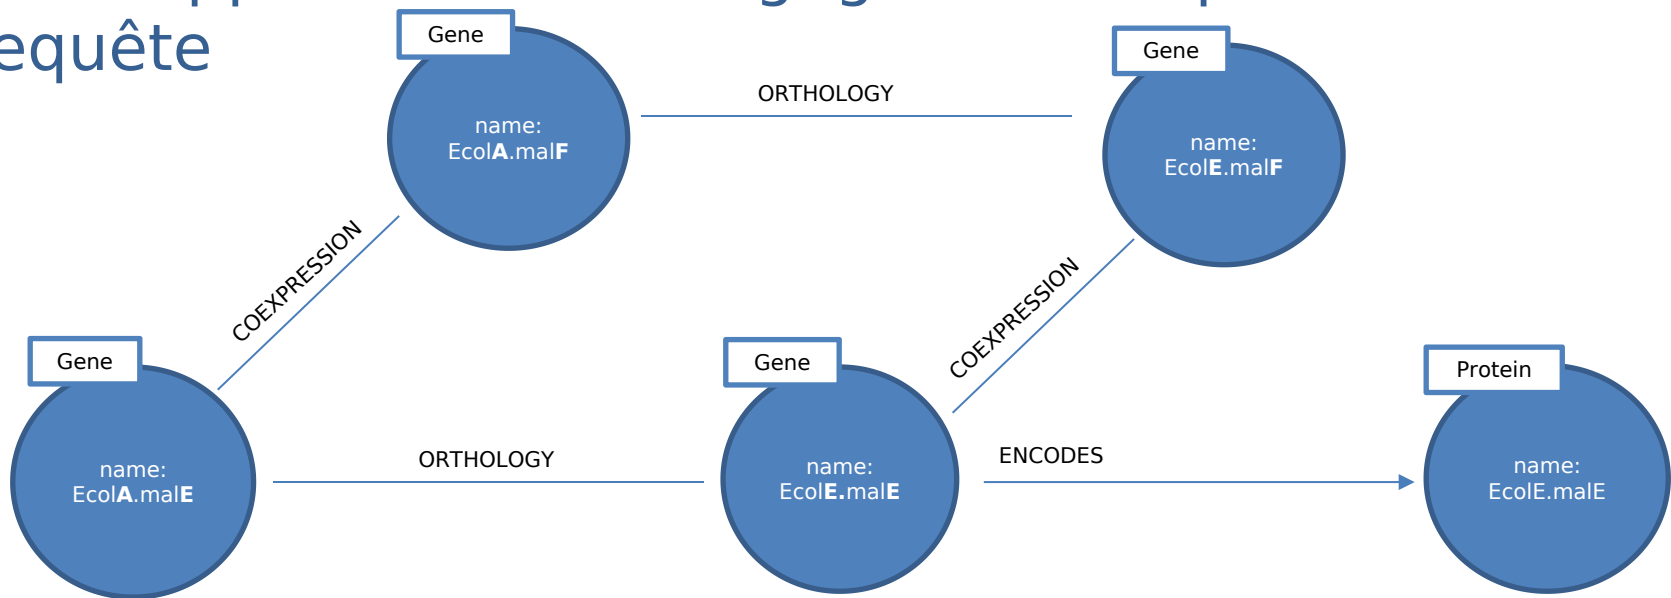 equête
Gene
Gene
ORTHOLOGY
name:
EcolA.malF
name:
EcolE.malF
COEXPRESSION
COEXPRESSION
Gene
Gene
Protein
ORTHOLOGY
ENCODES
name:
EcolA.malE
name:
EcolE.malE
name:
EcolE.malE